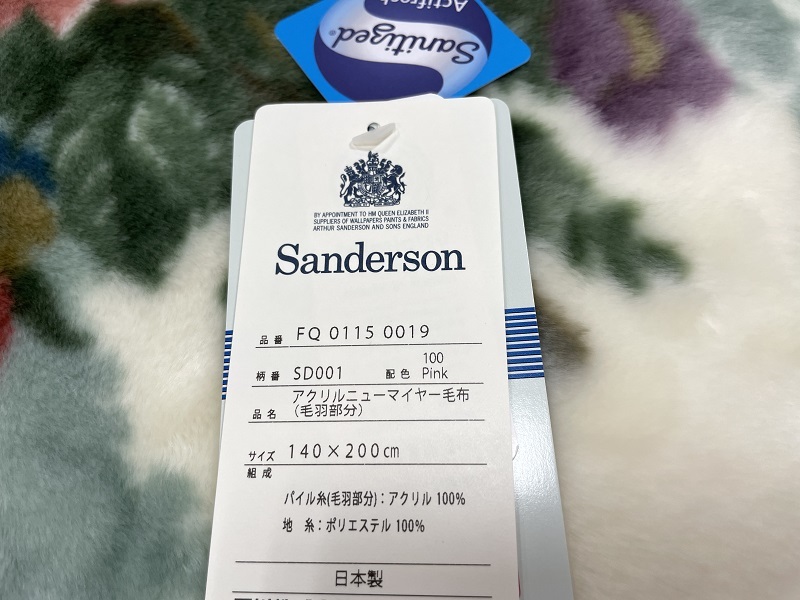 Sanitized®
Actifresh
BY APPOINTMENT TO HM QUEEN ELIZABETH II
SUPPLIERS OF WALLPAPERS PAINTS & FABRICS
ARTHUR SANDERSON AND SONS ENGLAND
Sanderson
品番 FQ 0115 0019
柄番 SD001 配色 100 Pink
品名 アクリルニューマイヤー毛布
(毛羽部分)
サイズ 140×200cm
組成
パイル糸(毛羽部分):アクリル 100%
地 糸:ポリエステル 100%
日本製